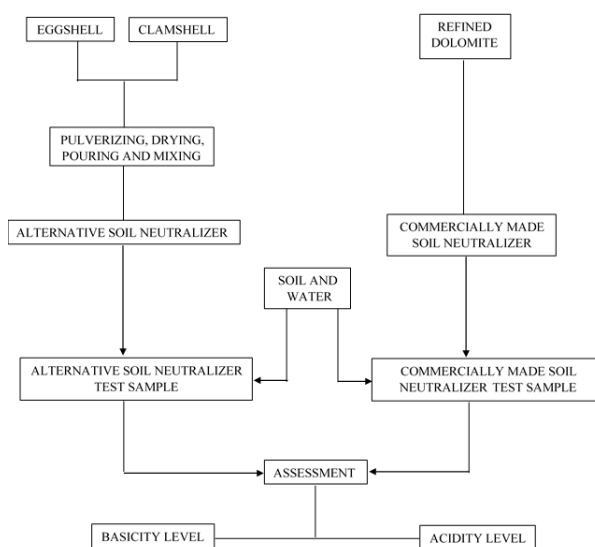 EGGSHELL
CLAMSHELL
REFINED
DOLOMITE
PULVERIZING, DRYING,
POURING AND MIXING
ALTERNATIVE SOIL NEUTRALIZER
COMMERCIALLY MADE
SOIL NEUTRALIZER
SOIL AND
WATER
ALTERNATIVE SOIL NEUTRALIZER
TEST SAMPLE
COMMERCIALLY MADE SOIL
NEUTRALIZER TEST SAMPLE
ASSESSMENT
BASICITY LEVEL
ACIDITY LEVEL